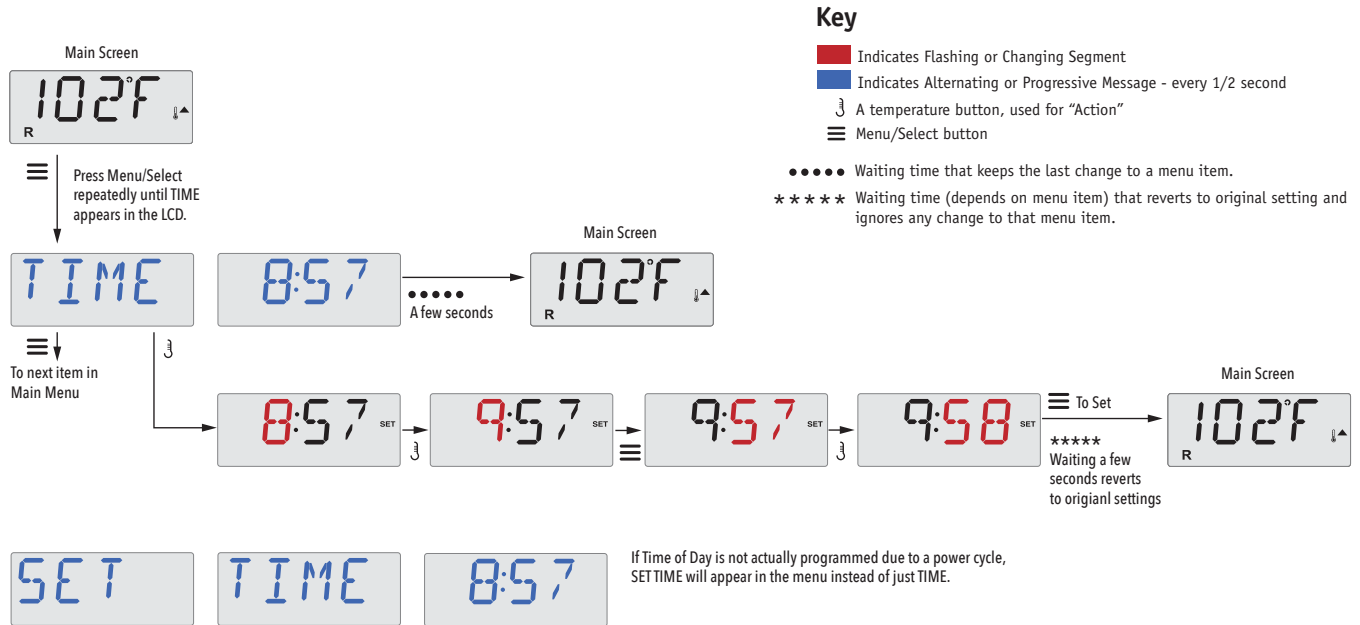 Key
Indicates Flashing or Changing Segment
Indicates Alternating or Progressive Message - every 1/2 second
A temperature button, used for “Action”
Menu/Select button
••••• Waiting time that keeps the last change to a menu item.
***** Waiting time (depends on menu item) that reverts to original setting and
ignores any change to that menu item.
Main Screen
102°F
R
Press Menu/Select
repeatedly until TIME
appears in the LCD.
TIME
8:57
•••••
A few seconds
Main Screen
102°F
R
To next item in
Main Menu
8:57 SET
9:57 SET
9:57 SET
9:58 SET
To Set
*****
Waiting a few
seconds reverts
to origianl settings
Main Screen
102°F
R
SET
TIME
8:57
If Time of Day is not actually programmed due to a power cycle,
SET TIME will appear in the menu instead of just TIME.